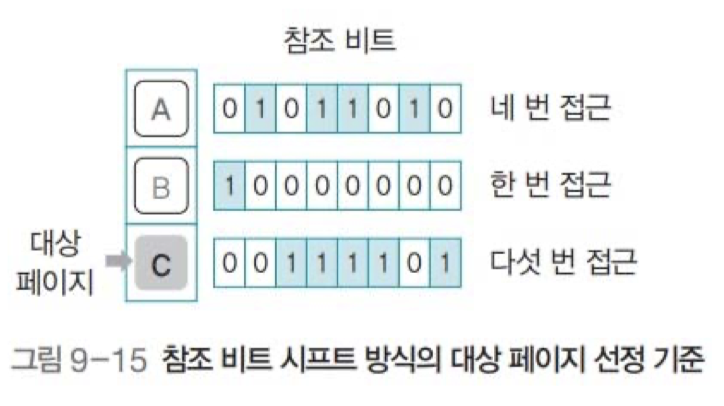 참조 비트
A 0 1 0 1 1 0 1 0 네 번 접근
B 1 0 0 0 0 0 0 0 한 번 접근
대상
페이지
C 0 0 1 1 1 1 0 1 다섯 번 접근
그림 9-15 참조 비트 시프트 방식의 대상 페이지 선정 기준